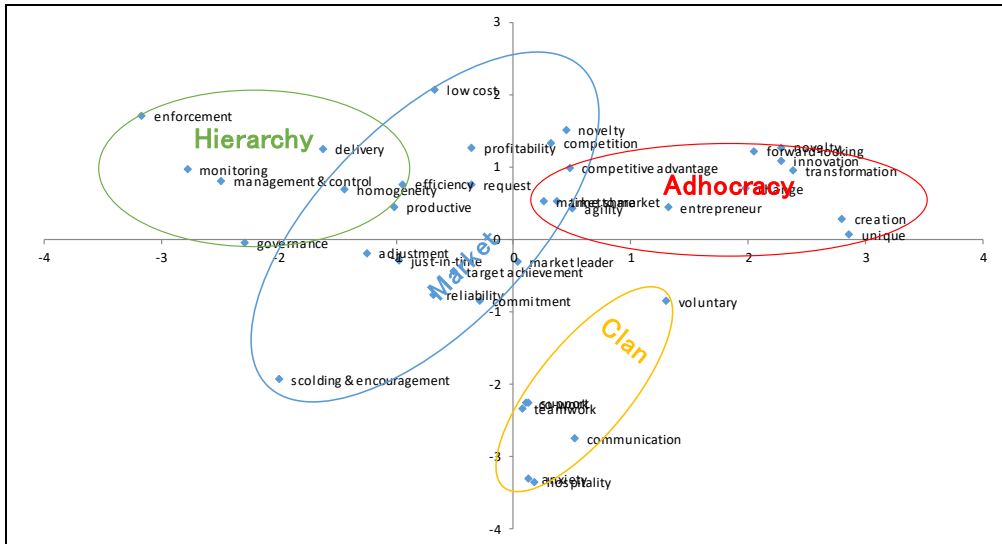 3
low cost
2
enforcement
novelty
Hierarchy
competition
delivery
profitability
novelty
forward-looking
innovation
1
monitoring
competitive advantage
transformation
management & control
efficiency
request
Adhocracy
change
homogeneity
market share
productive
agility
entrepreneur
creation
unique
0
-4
-3
-2
-1
0
1
2
3
4
governance
adjustment
just-in-time
Market
market leader
target achievement
reliability
commitment
voluntary
-1
Clan
scolding & encouragement
-2
support
teamwork
communication
-3
anxiety
hospitality
-4